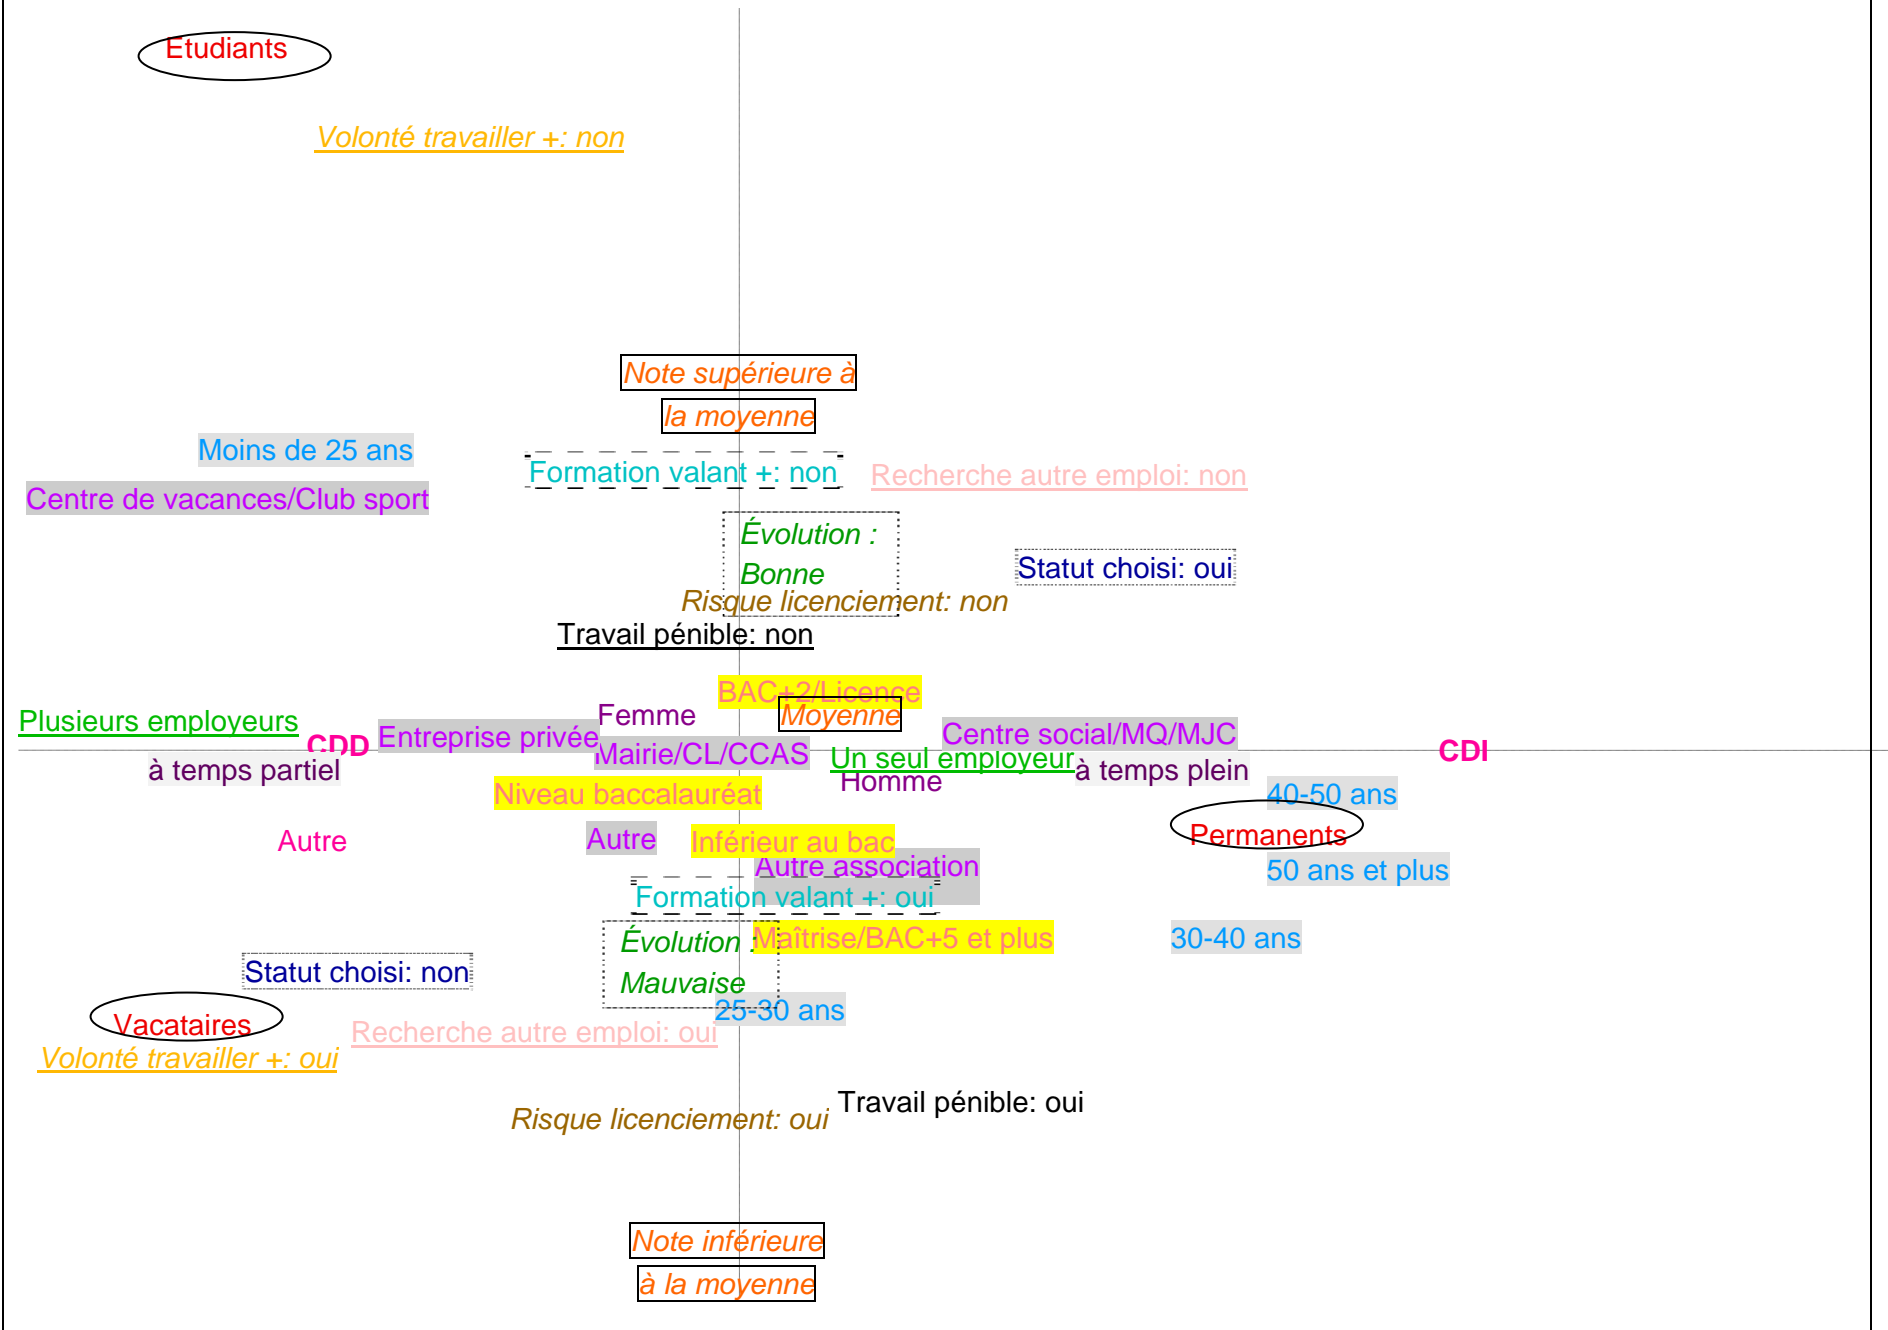 Etudiants
Volonté travailler +: non
Note supérieure à
la moyenne
Moins de 25 ans
Formation valant +: non
Recherche autre emploi: non
Centre de vacances/Club sport
Évolution :
Bonne
Statut choisi: oui
Risque licenciement: non
Travail pénible: non
BAC+2/Licence
Plusieurs employeurs
Femme
Moyenne
CDD
Entreprise privée
Centre social/MQ/MJC
Mairie/CL/CCAS
Un seul employeur
CDI
à temps partiel
Homme
à temps plein
Niveau baccalauréat
40-50 ans
Autre
Autre
Inférieur au bac
Permanents
Autre association
50 ans et plus
Formation valant +: oui
Évolution :
Mauvaise
Maîtrise/BAC+5 et plus
30-40 ans
Statut choisi: non
25-30 ans
Vacataires
Recherche autre emploi: oui
Volonté travailler +: oui
Risque licenciement: oui
Travail pénible: oui
Note inférieure
à la moyenne